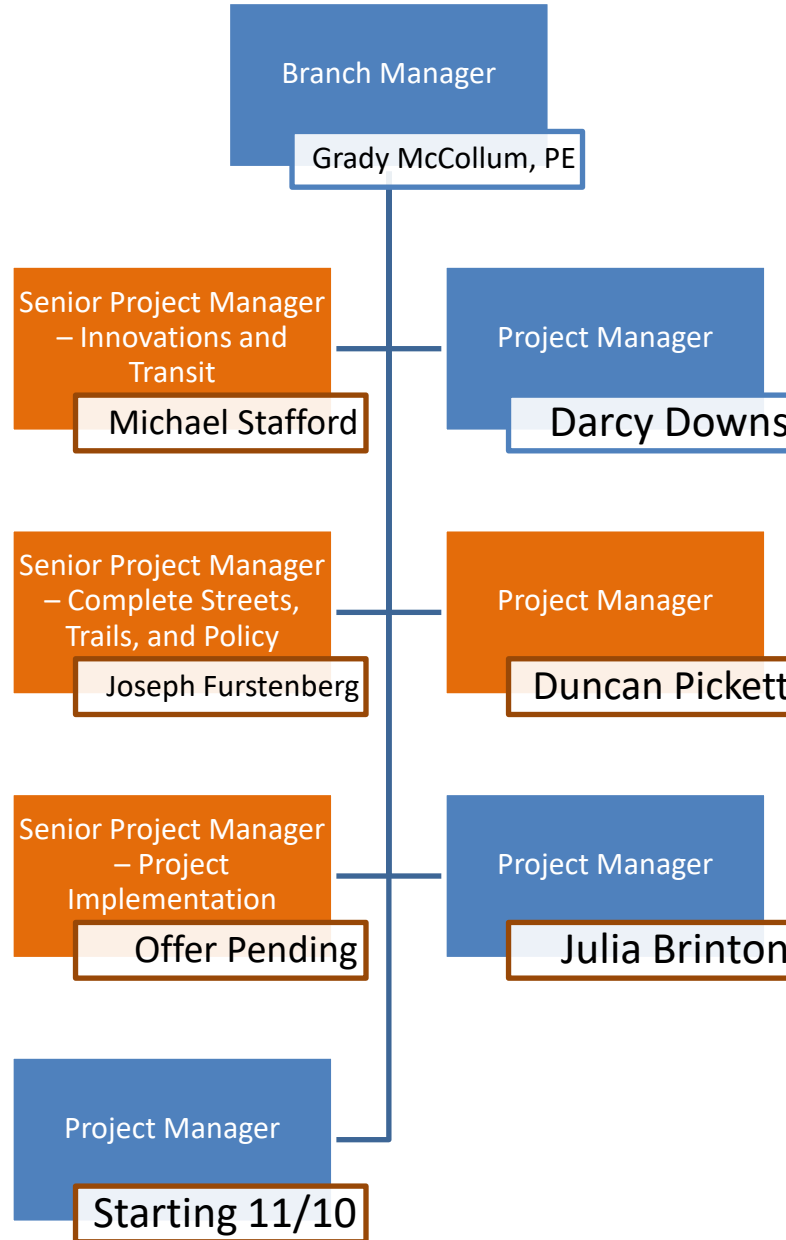 Branch Manager
Grady McCollum, PE
Senior Project Manager
– Innovations and
Transit
Michael Stafford
Project Manager
Darcy Downs
Senior Project Manager
– Complete Streets,
Trails, and Policy
Joseph Furstenberg
Project Manager
Duncan Pickett
Senior Project Manager
– Project
Implementation
Offer Pending
Project Manager
Julia Brinton
Project Manager
Starting 11/10